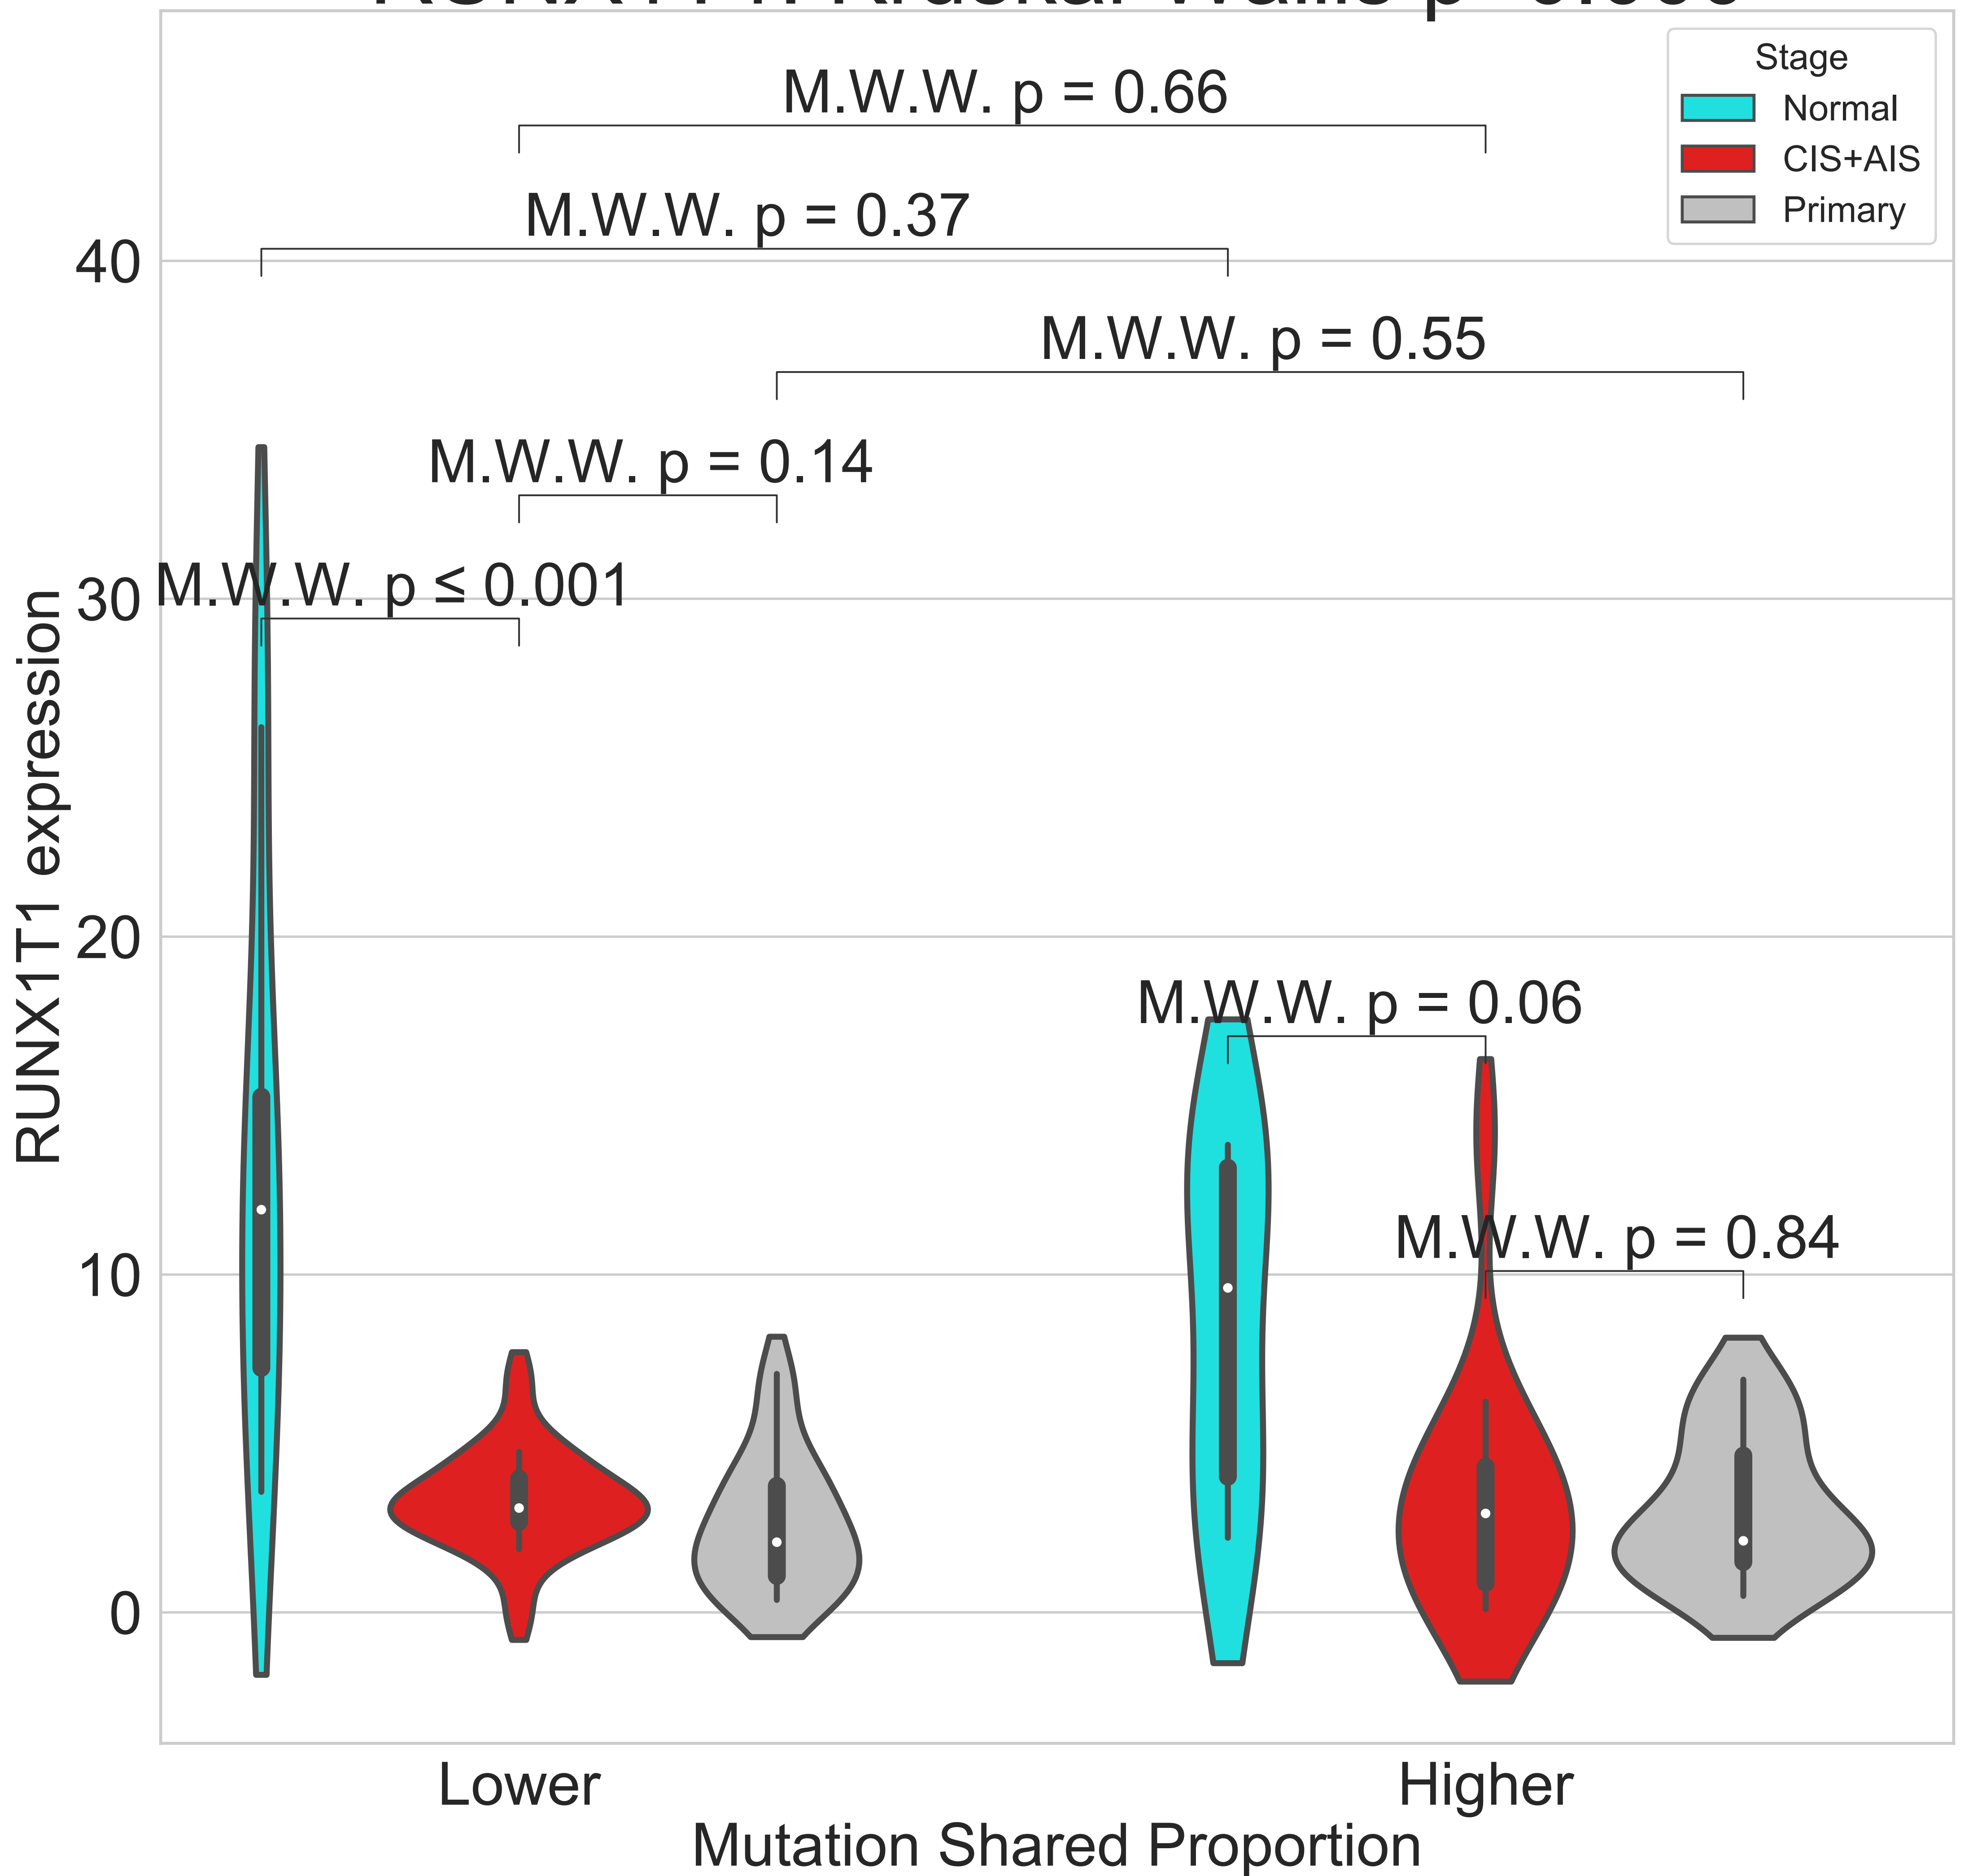 Stage
Normal
CIS+AIS
Primary
M.W.W. p = 0.66
M.W.W. p = 0.37
M.W.W. p = 0.55
M.W.W. p = 0.14
M.W.W. p ≤ 0.001
M.W.W. p = 0.06
M.W.W. p = 0.84
RUNX1T1 expression
40
30
20
10
0
Lower
Higher
Mutation Shared Proportion